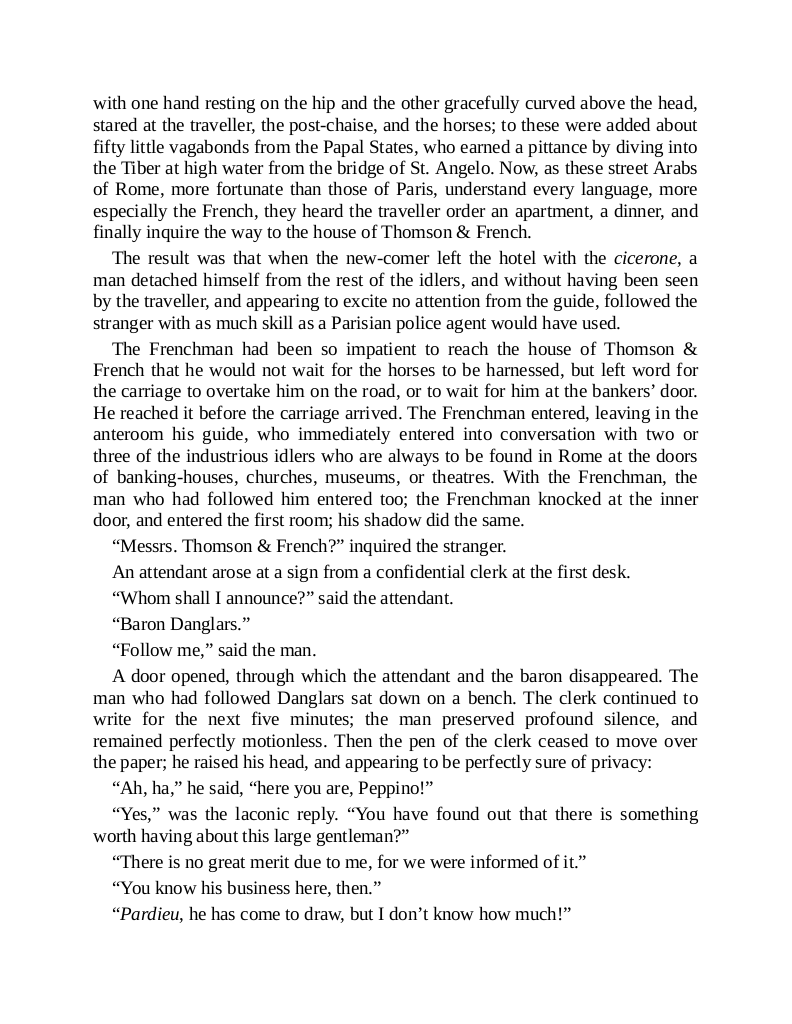 with one hand resting on the hip and the other gracefully curved above the head,
stared at the traveller, the post-chaise, and the horses; to these were added about
fifty little vagabonds from the Papal States, who earned a pittance by diving into
the Tiber at high water from the bridge of St. Angelo. Now, as these street Arabs
of Rome, more fortunate than those of Paris, understand every language, more
especially the French, they heard the traveller order an apartment, a dinner, and
finally inquire the way to the house of Thomson & French.
The result was that when the new-comer left the hotel with the cicerone, a
man detached himself from the rest of the idlers, and without having been seen
by the traveller, and appearing to excite no attention from the guide, followed the
stranger with as much skill as a Parisian police agent would have used.
The Frenchman had been so impatient to reach the house of Thomson &
French that he would not wait for the horses to be harnessed, but left word for
the carriage to overtake him on the road, or to wait for him at the bankers’ door.
He reached it before the carriage arrived. The Frenchman entered, leaving in the
anteroom his guide, who immediately entered into conversation with two or
three of the industrious idlers who are always to be found in Rome at the doors
of banking-houses, churches, museums, or theatres. With the Frenchman, the
man who had followed him entered too; the Frenchman knocked at the inner
door, and entered the first room; his shadow did the same.
“Messrs. Thomson & French?” inquired the stranger.
An attendant arose at a sign from a confidential clerk at the first desk.
“Whom shall I announce?” said the attendant.
“Baron Danglars.”
“Follow me,” said the man.
A door opened, through which the attendant and the baron disappeared. The
man who had followed Danglars sat down on a bench. The clerk continued to
write for the next five minutes; the man preserved profound silence, and
remained perfectly motionless. Then the pen of the clerk ceased to move over
the paper; he raised his head, and appearing to be perfectly sure of privacy:
“Ah, ha,” he said, “here you are, Peppino!”
“Yes,” was the laconic reply. “You have found out that there is something
worth having about this large gentleman?”
“There is no great merit due to me, for we were informed of it.”
“You know his business here, then.”
“Pardieu, he has come to draw, but I don’t know how much!”